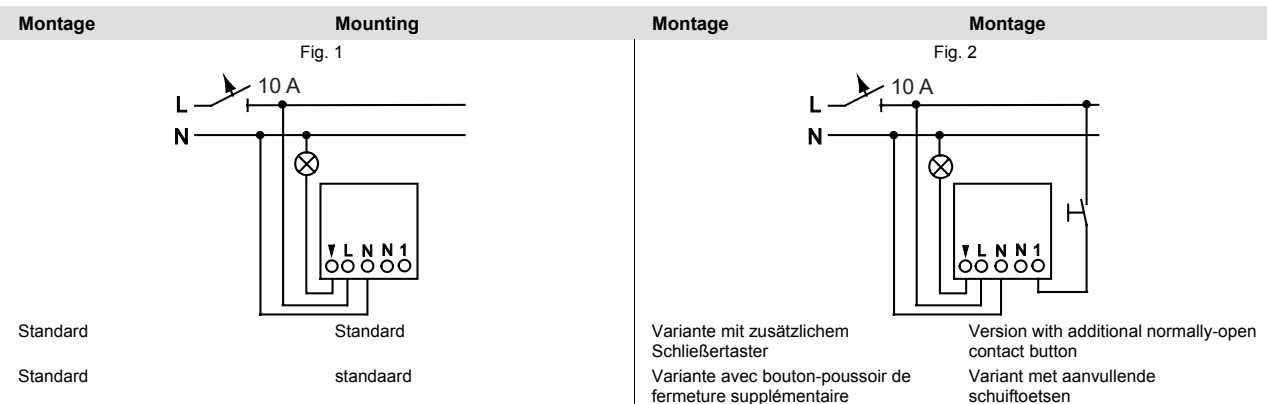 Montage Mounting
Fig. 1
10 A
L
N
▼ L N N 1
Standard Standard
Standard standaard
Montage Montage
Fig. 2
10 A
L
N
▼ L N N 1
Variante mit zusätzlichem
Schließertaster
Version with additional normally-open
contact button
Variante avec bouton-poussoir de
fermeture supplémentaire
Variant met aanvullende
schuiftoetsen